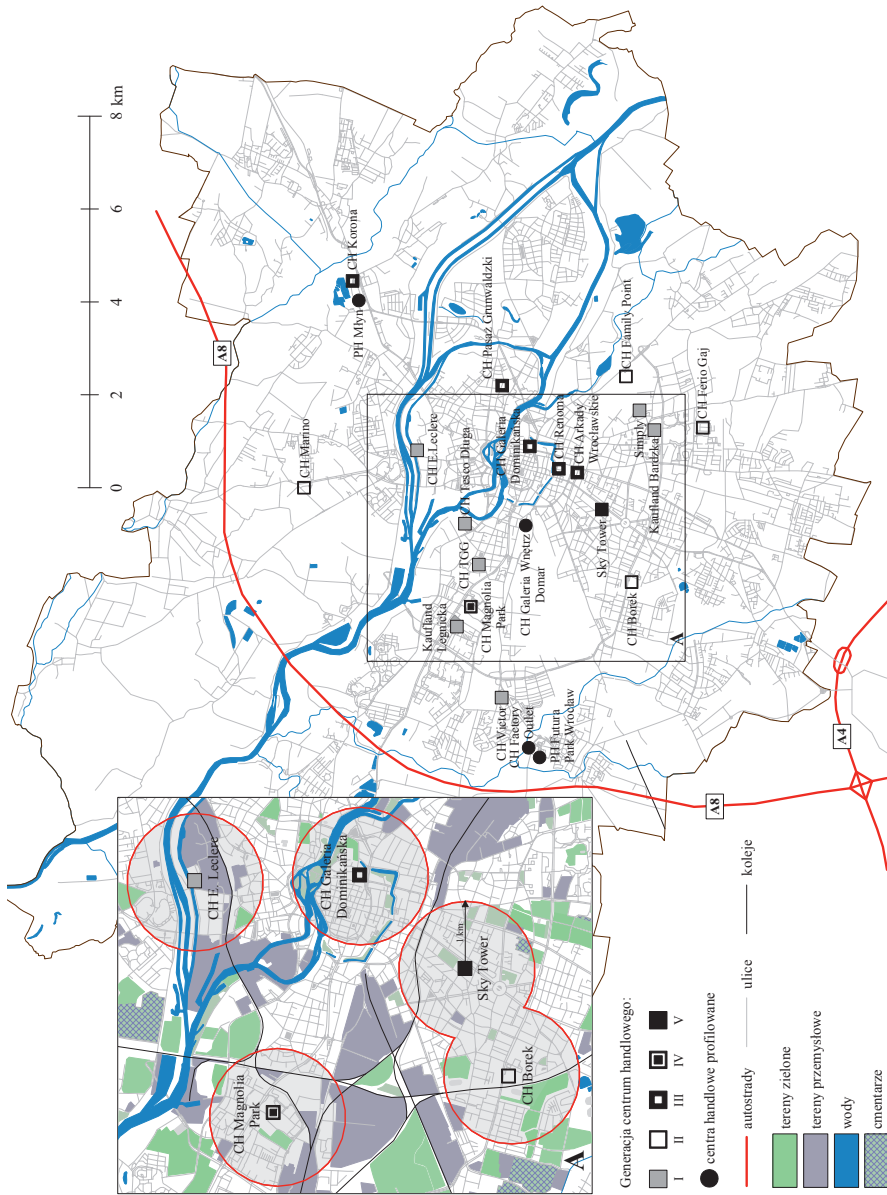 0
2
4
6
8 km
A8
CH Korona
PH Młyn
CH Marino
CH E.Leclerc
CH Pasaż Grunwaldzki
CH Tesco Długa
CH TGG
Kaufland
Legnicka
CH Magnolia
Park
CH Galeria
Dominikańska
CH Renoma
CH Arkady
Wrocławskie
CH Galeria Wnętrz
Domar
Sky Tower
CH Borek
CH Family Point
Simply
Kaufland Bardzka
CH Ferio Gaj
A
CH Victor
CH Factory
Outlet
PH Futura
Park Wrocław
A8
A4
CH E. Leclerc
CH Galeria
Dominikańska
CH Magnolia
Park
1 km
Sky Tower
CH Borek
A
Generacja centrum handlowego:
I
II
III
IV
V
centra handlowe profilowane
autostrady
ulice
koleje
tereny zielone
tereny przemysłowe
wody
cmentarze